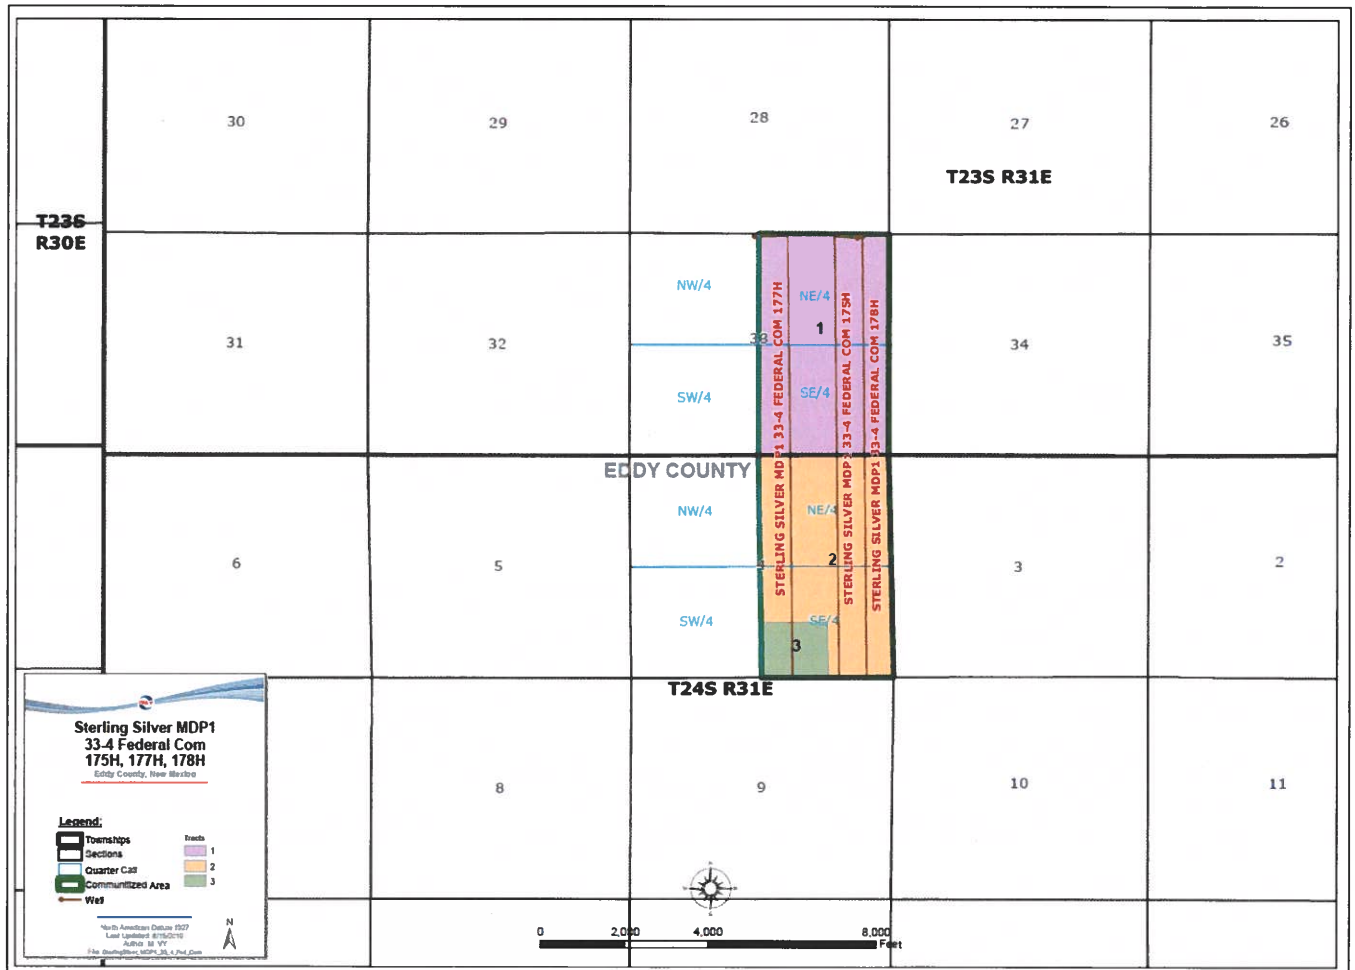 30
29
28
27
26
T23S R31E
T23S
R30E
NW/4
NE/4
1
31
32
33
34
35
SW/4
SE/4
STERLING SILVER MDP1 33-4 FEDERAL COM 177H
STERLING SILVER MDP1 33-4 FEDERAL COM 175H
STERLING SILVER MDP1 33-4 FEDERAL COM 178H
EDDY COUNTY
NW/4
NE/4
2
6
5
4
3
2
SW/4
SE/4
3
T24S R31E
8
9
10
11
Sterling Silver MDP1
33-4 Federal Com
175H, 177H, 178H
Eddy County, New Mexico
Legend:
Townships
Sections
Quarter Call
Communitized Area
Well
Tracts
1
2
3
North American Datum 1927
N
0 2,000 4,000 8,000
Feet